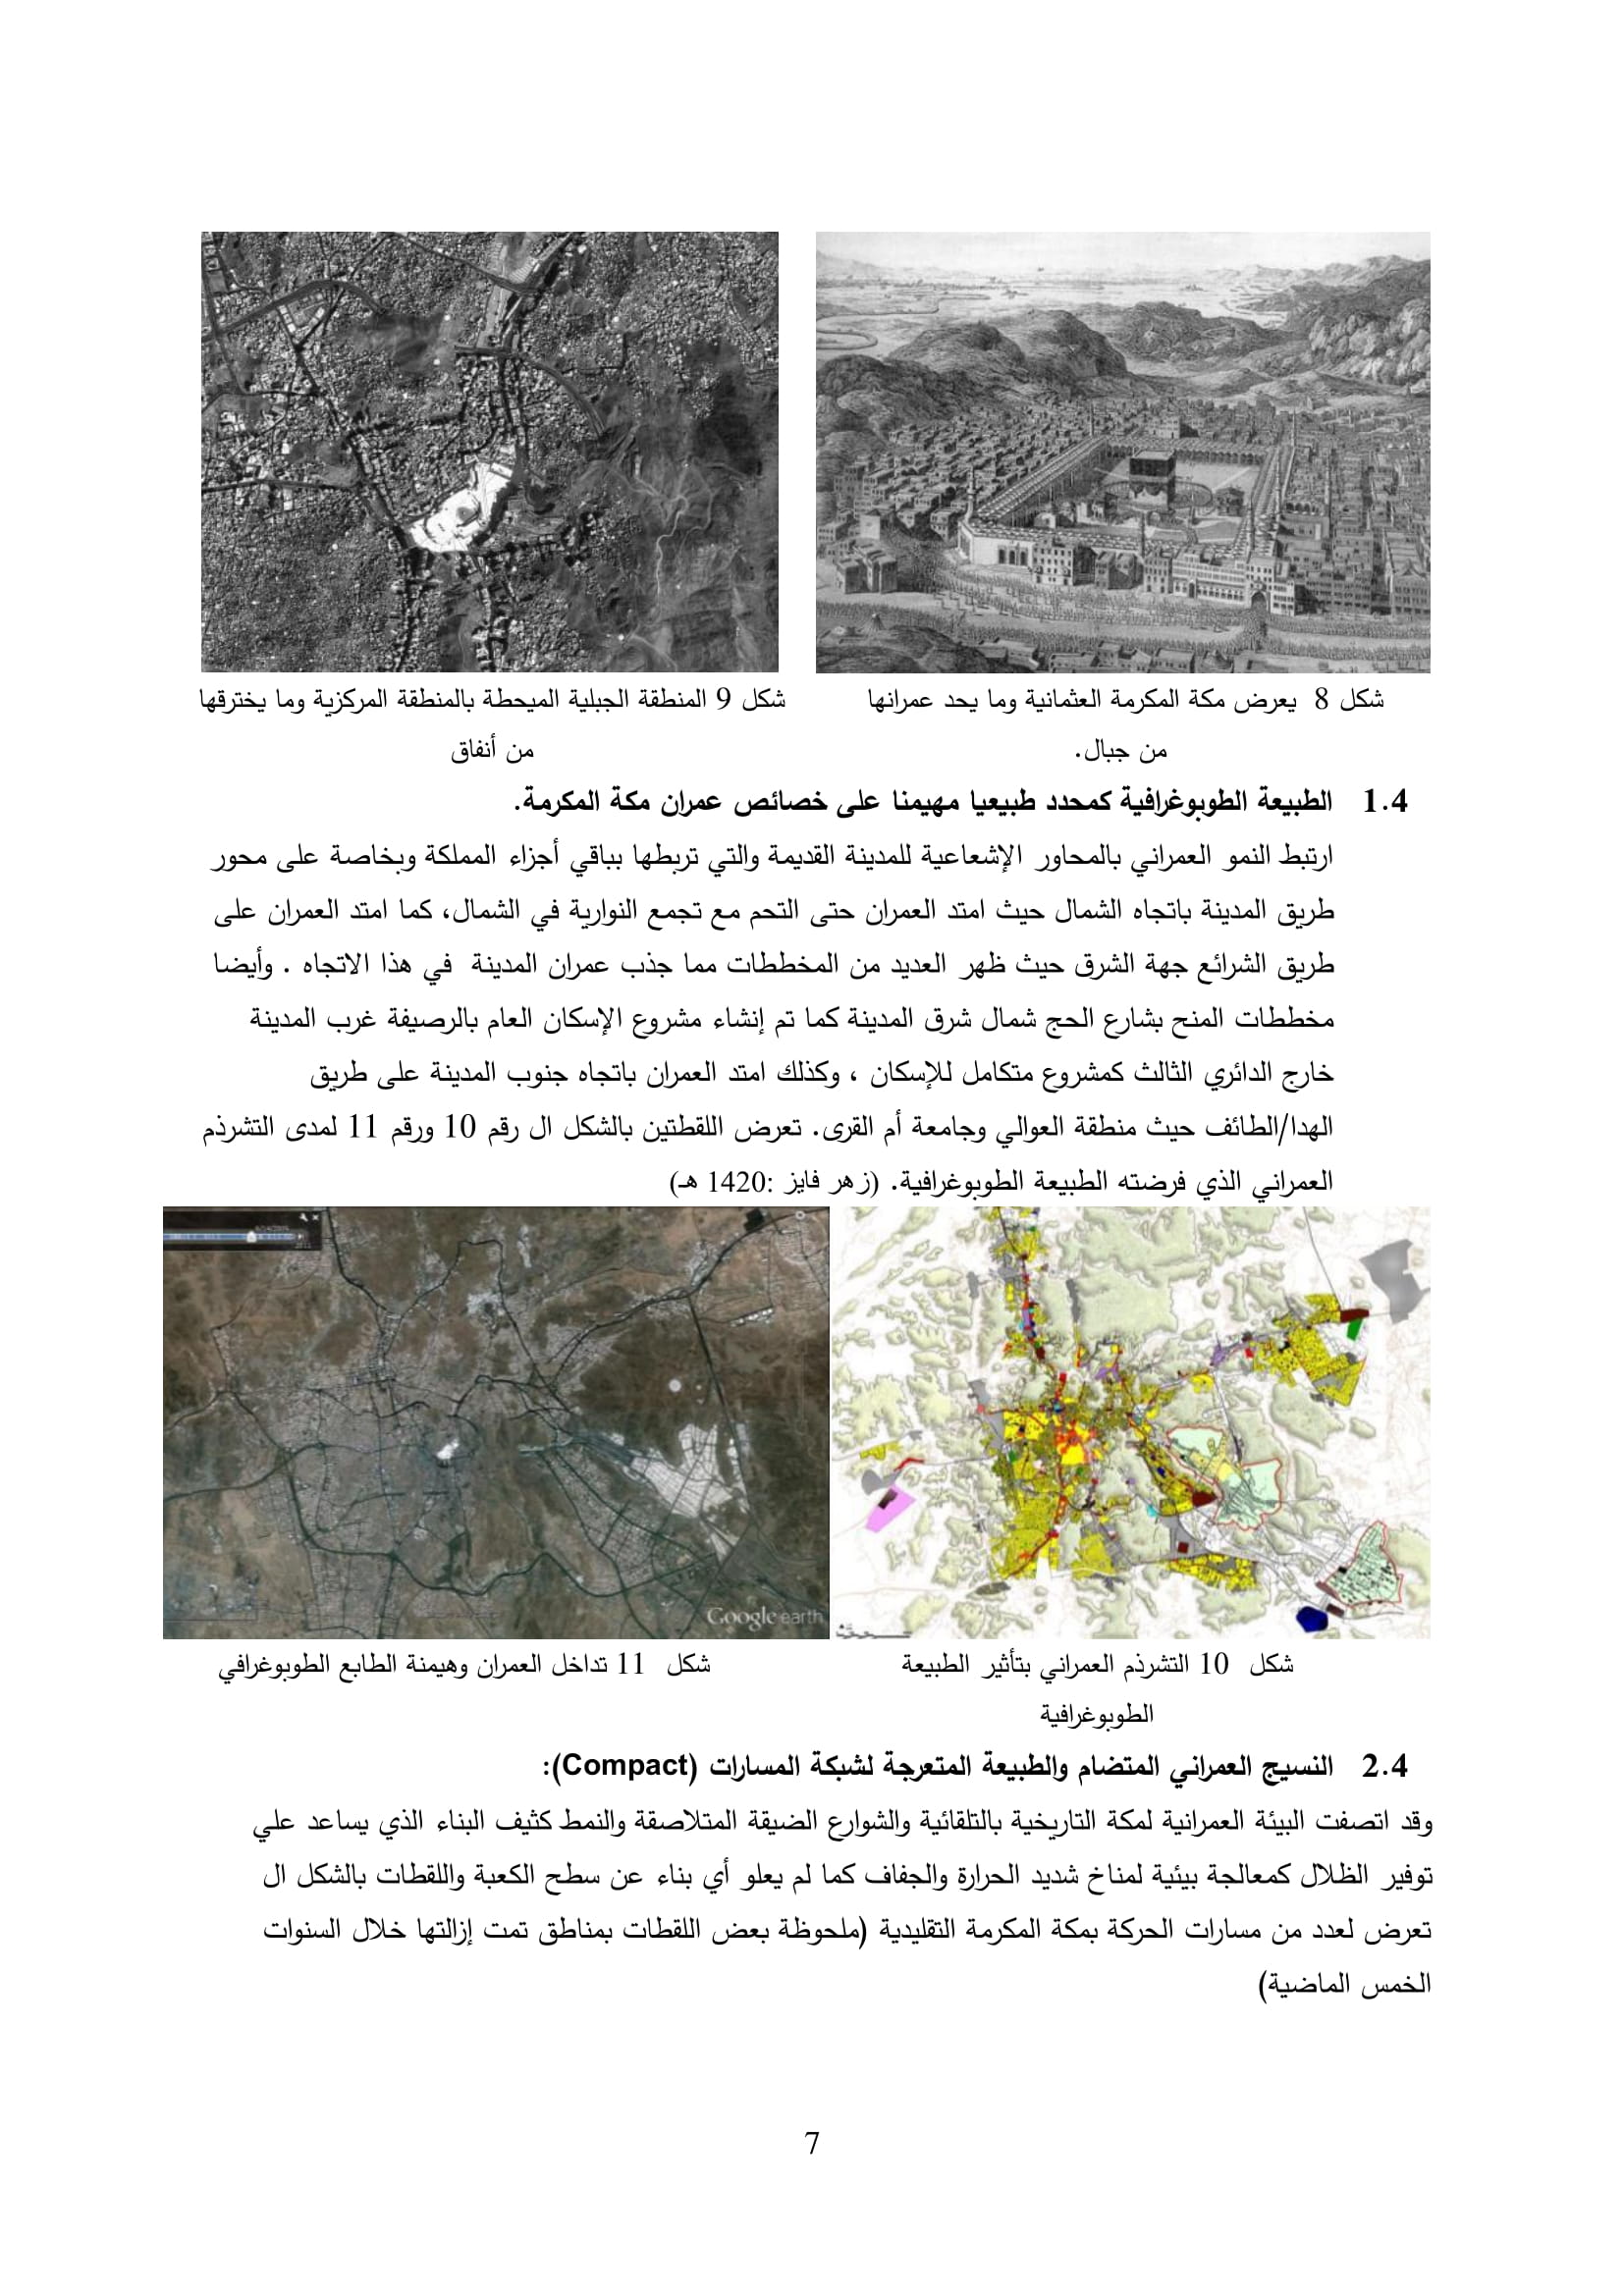 شكل 8 يعرض مكة المكرمة العثمانية وما يحد عمرانها
من جبال.
شكل 9 المنطقة الجبلية الميحطة بالمنطقة المركزية وما يخترقها
من أنفاق
1.4 الطبيعة الطوبوغرافية كمحدد طبيعيا مهيمنا على خصائص عمران مكة المكرمة.
ارتبط النمو العمراني بالمحاور الإشعاعية للمدينة القديمة والتي تربطها بباقي أجزاء المملكة وبخاصة على محور
طريق المدينة باتجاه الشمال حيث امتد العمران حتى التحم مع تجمع النوارية في الشمال، كما امتد العمران على
طريق الشرائع جهة الشرق حيث ظهر العديد من المخططات مما جذب عمران المدينة في هذا الاتجاه . وأيضا
مخططات المنح بشارع الحج شمال شرق المدينة كما تم إنشاء مشروع الإسكان العام بالرصيفة غرب المدينة
خارج الدائري الثالث كمشروع متكامل للإسكان ، وكذلك امتد العمران باتجاه جنوب المدينة على طريق
الهدا/الطائف حيث منطقة العوالي وجامعة أم القرى. تعرض اللقطتين بالشكل ال رقم 10 ورقم 11 لمدى التشرذم
العمراني الذي فرضته الطبيعة الطوبوغرافية. (زهر فايز :1420 هـ)
Google earth
شكل 10 التشرذم العمراني بتأثير الطبيعة
الطوبوغرافية
شكل 11 تداخل العمران وهيمنة الطابع الطوبوغرافي
2.4 النسيج العمراني المتضام والطبيعة المتعرجة لشبكة المسارات (Compact):
وقد اتصفت البيئة العمرانية لمكة التاريخية بالتلقائية والشوارع الضيقة المتلاصقة والنمط كثيف البناء الذي يساعد علي
توفير الظلال كمعالجة بيئية لمناخ شديد الحرارة والجفاف كما لم يعلو أي بناء عن سطح الكعبة واللقطات بالشكل ال
تعرض لعدد من مسارات الحركة بمكة المكرمة التقليدية (ملحوظة بعض اللقطات بمناطق تمت إزالتها خلال السنوات
الخمس الماضية)
7